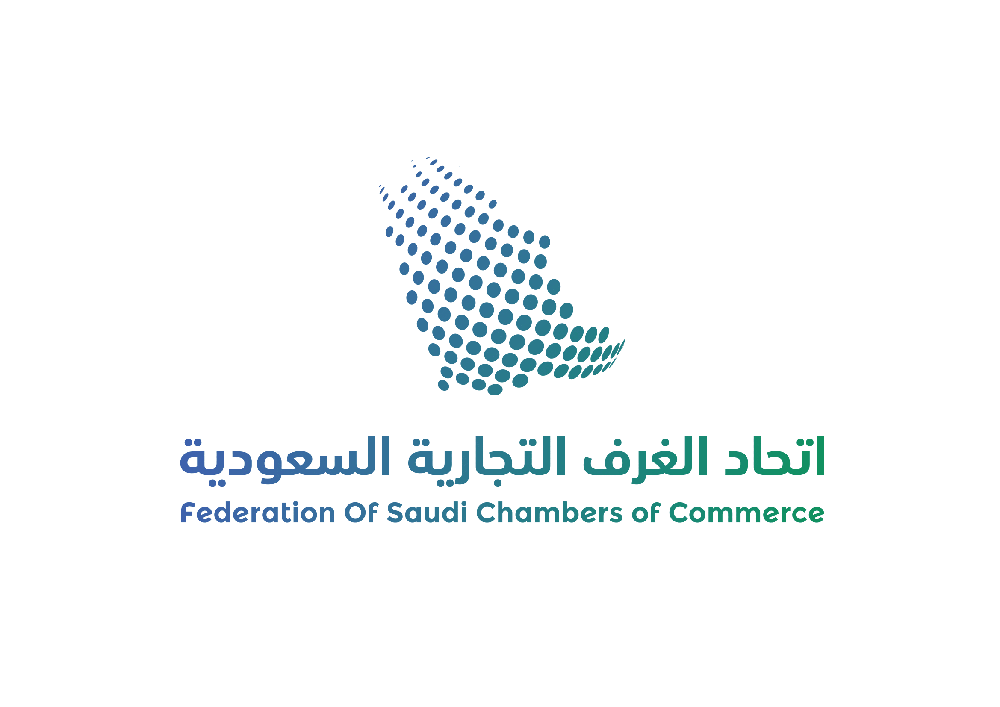 اتحاد الغرف التجارية السعودية
Federation Of Saudi Chambers of Commerce